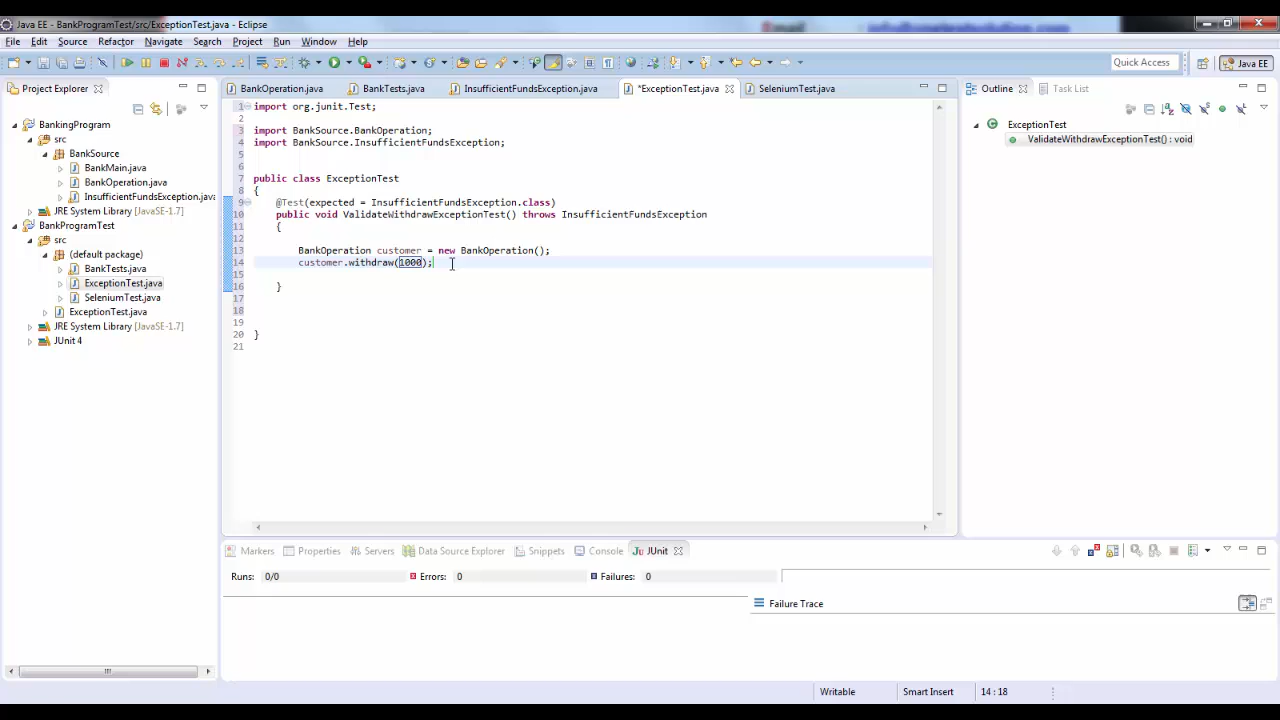 Java EE - BankProgramTest/src/ExceptionTest.java - Eclipse
File Edit Source Refactor Navigate Search Project Run Window Help
Quick Access Java EE
Project Explorer
BankingProgram
src
BankSource
BankMain.java
BankOperation.java
InsufficientFundsException.java
JRE System Library [JavaSE-1.7]
BankProgramTest
src
(default package)
BankTests.java
ExceptionTest.java
SeleniumTest.java
ExceptionTest.java
JRE System Library [JavaSE-1.7]
JUnit 4
BankOperation.java BankTests.java InsufficientFundsException.java *ExceptionTest.java SeleniumTest.java
1 import org.junit.Test;
2
3 import BankSource.BankOperation;
4 import BankSource.InsufficientFundsException;
5
6
7 public class ExceptionTest
8 {
9 @Test(expected = InsufficientFundsException.class)
10 public void ValidateWithdrawExceptionTest() throws InsufficientFundsException
11 {
12
13 BankOperation customer = new BankOperation();
14 customer.withdraw(1000);
15
16 }
17
18
19
20 }
21
Outline Task List
ExceptionTest
ValidateWithdrawExceptionTest() : void
Markers Properties Servers Data Source Explorer Snippets Console JUnit
Runs: 0/0 Errors: 0 Failures: 0
Failure Trace
Writable Smart Insert 14 : 18